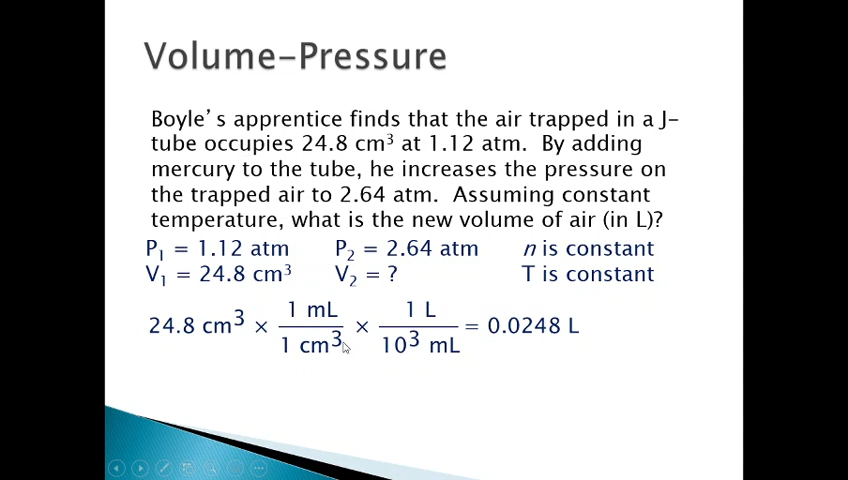 Volume-Pressure
Boyle's apprentice finds that the air trapped in a J-
tube occupies 24.8 cm³ at 1.12 atm. By adding
mercury to the tube, he increases the pressure on
the trapped air to 2.64 atm. Assuming constant
temperature, what is the new volume of air (in L)?
P₁ = 1.12 atm P₂ = 2.64 atm n is constant
V₁ = 24.8 cm³ V₂ = ? T is constant
24.8 cm³ × 1 mL / 1 cm³ × 1 L / 10³ mL = 0.0248 L